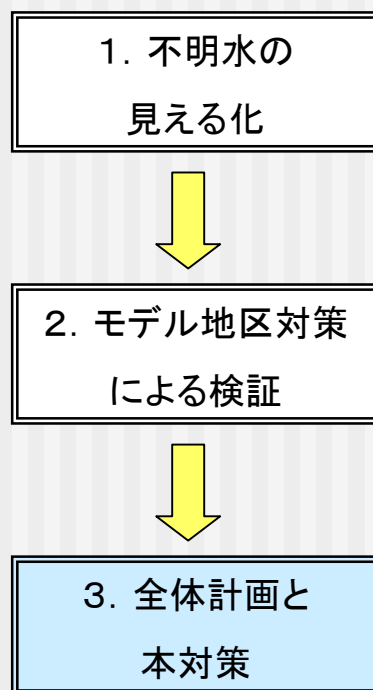 １．不明水の
見える化
２．モデル地区対策
による検証
３．全体計画と
本対策